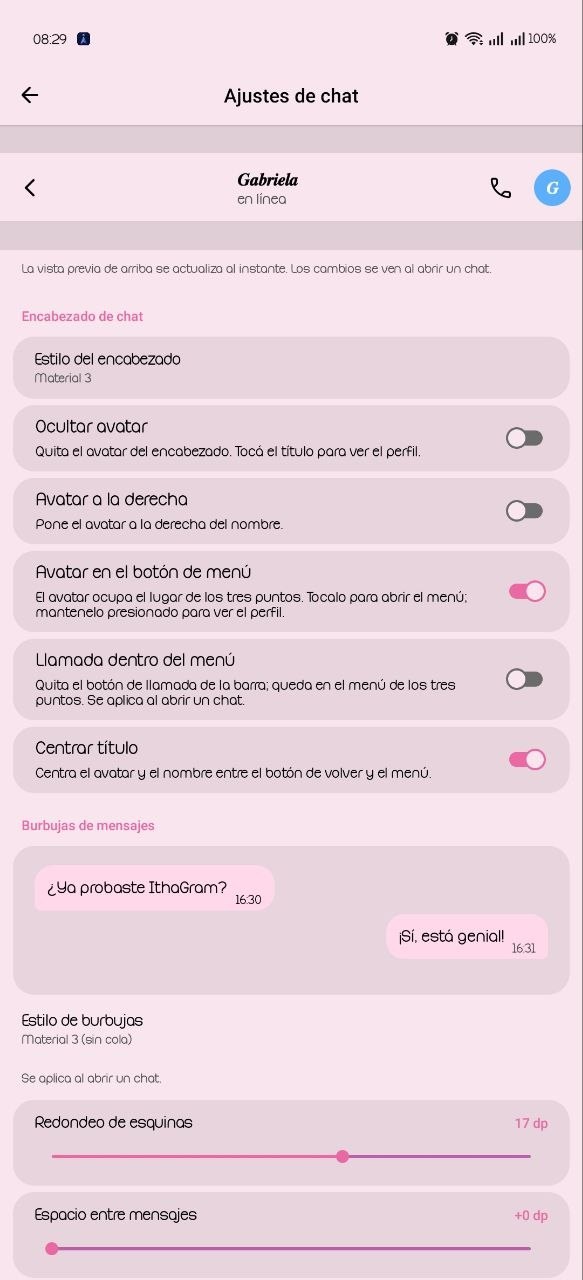 08:29
100%
Ajustes de chat
Gabriela
en línea
G
La vista previa de arriba se actualiza al instante. Los cambios se ven al abrir un chat.
Encabezado de chat
Estilo del encabezado
Material 3
Ocultar avatar
Quita el avatar del encabezado. Tocá el título para ver el perfil.
Avatar a la derecha
Pone el avatar a la derecha del nombre.
Avatar en el botón de menú
El avatar ocupa el lugar de los tres puntos. Tocalo para abrir el menú;
mantenelo presionado para ver el perfil.
Llamada dentro del menú
Quita el botón de llamada de la barra; queda en el menú de los tres
puntos. Se aplica al abrir un chat.
Centrar título
Centra el avatar y el nombre entre el botón de volver y el menú.
Burbujas de mensajes
¿Ya probaste IthaGram? 16:30
¡Sí, está genial! 16:31
Estilo de burbujas
Material 3 (sin cola)
Se aplica al abrir un chat.
Redondeo de esquinas 17 dp
Espacio entre mensajes +0 dp